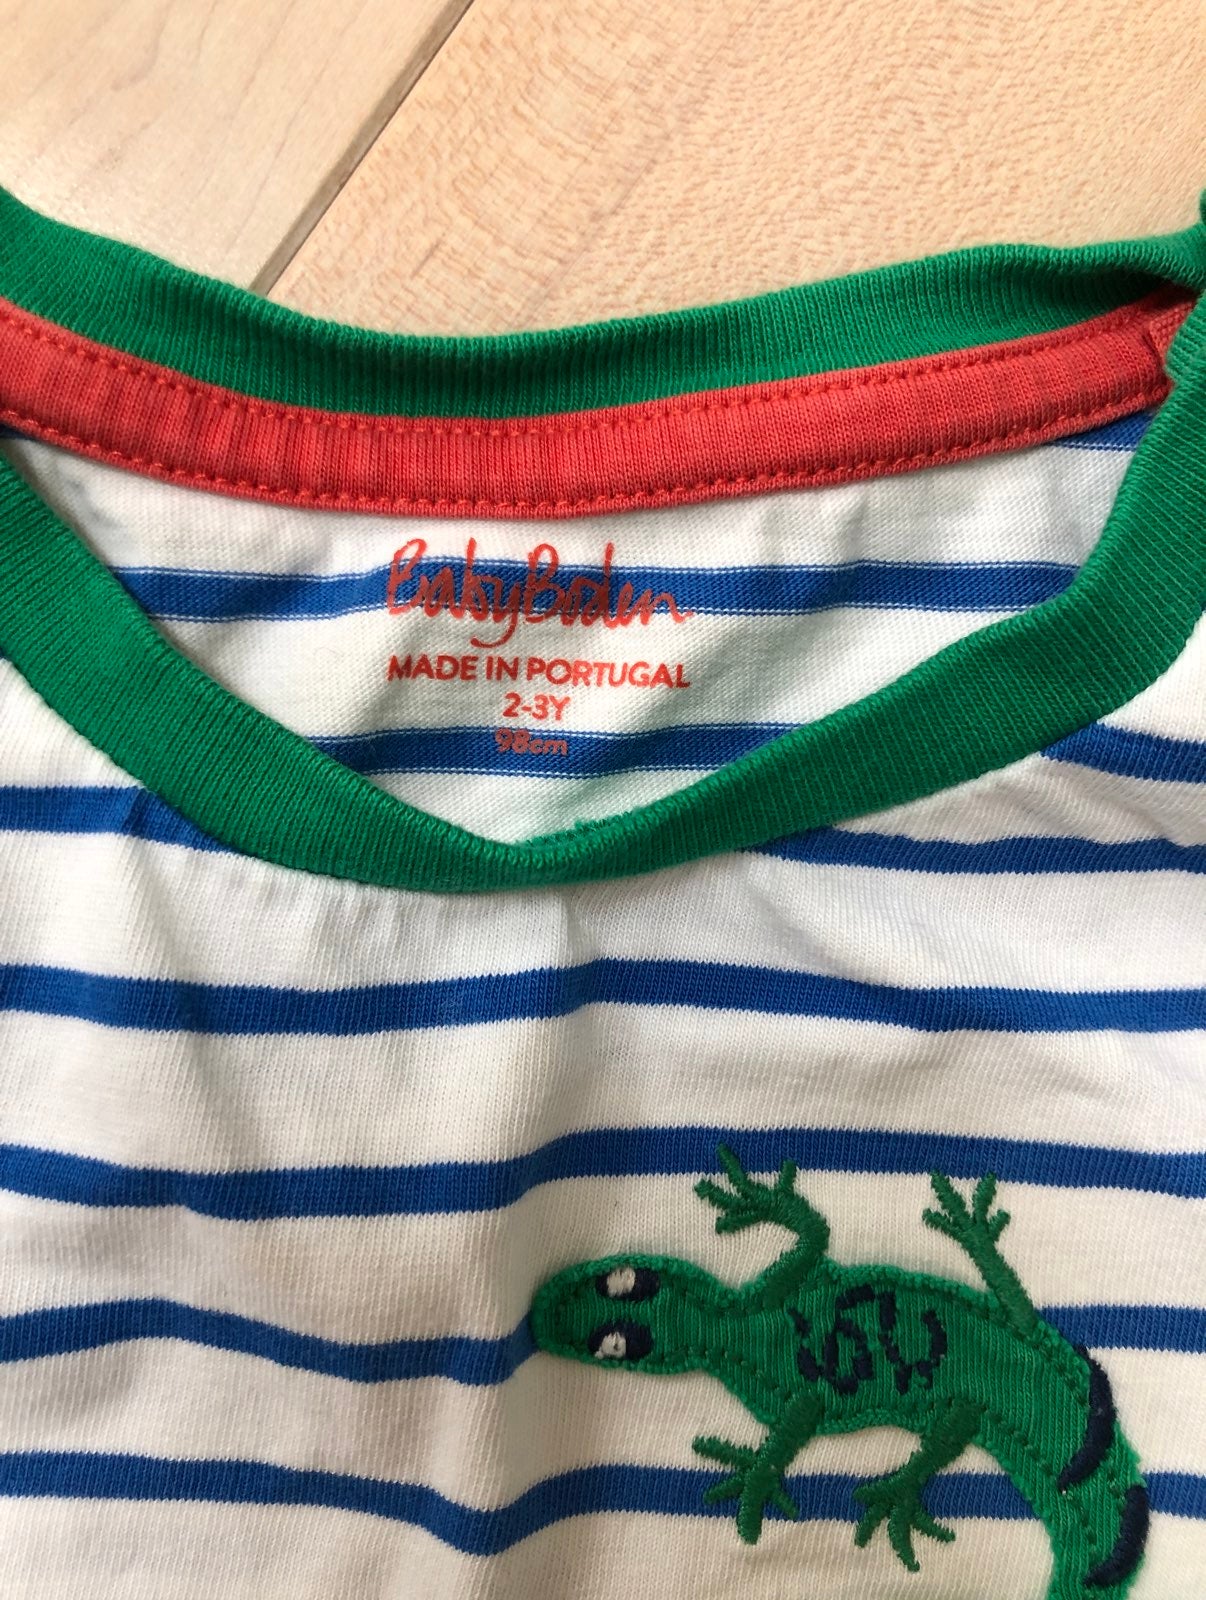 BabyBoden
MADE IN PORTUGAL
2-3Y
98cm